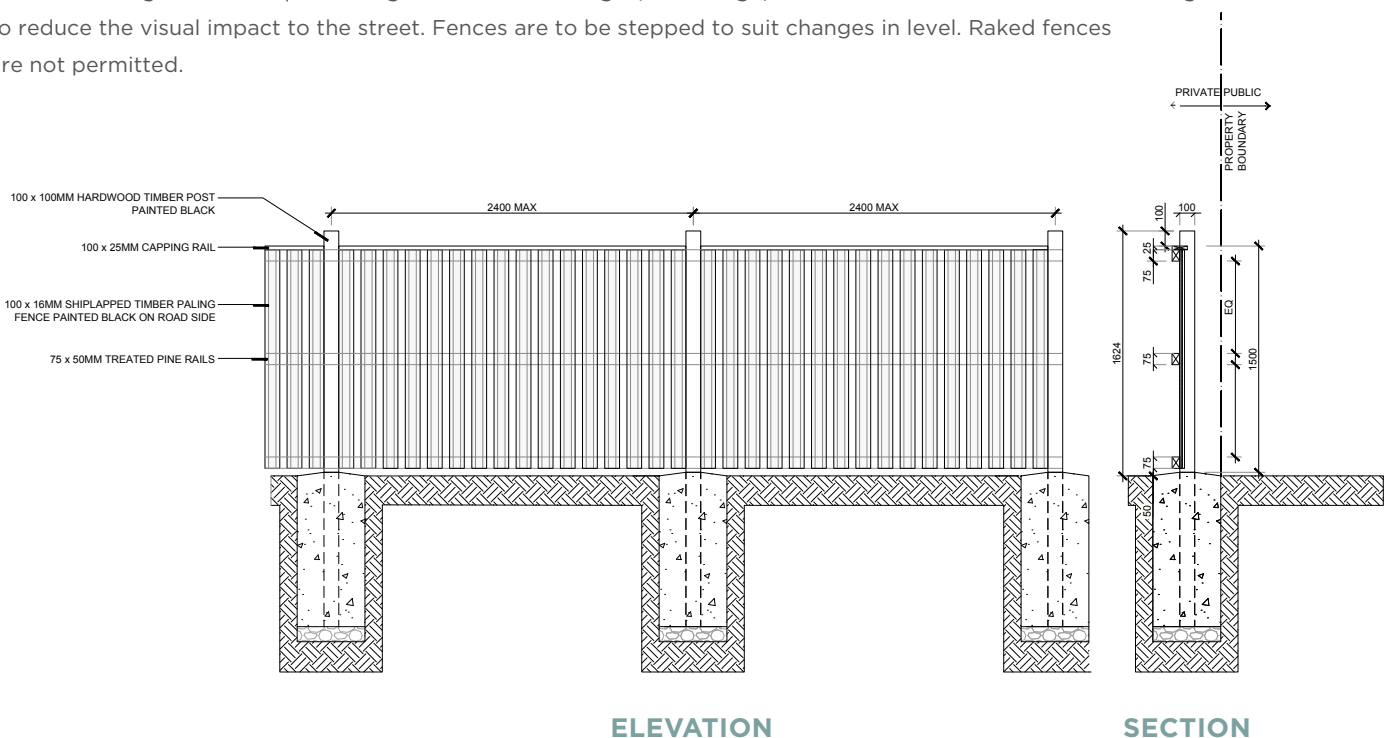 o reduce the visual impact to the street. Fences are to be stepped to suit changes in level. Raked fences
re not permitted.
PRIVATE PUBLIC
PROPERTY
BOUNDARY
100 x 100MM HARDWOOD TIMBER POST
PAINTED BLACK
2400 MAX
2400 MAX
100
100
100 x 25MM CAPPING RAIL
25
75
100 x 16MM SHIPLAPPED TIMBER PALING
FENCE PAINTED BLACK ON ROAD SIDE
EQ
75 x 50MM TREATED PINE RAILS
1624
75
1500
75
50
ELEVATION
SECTION